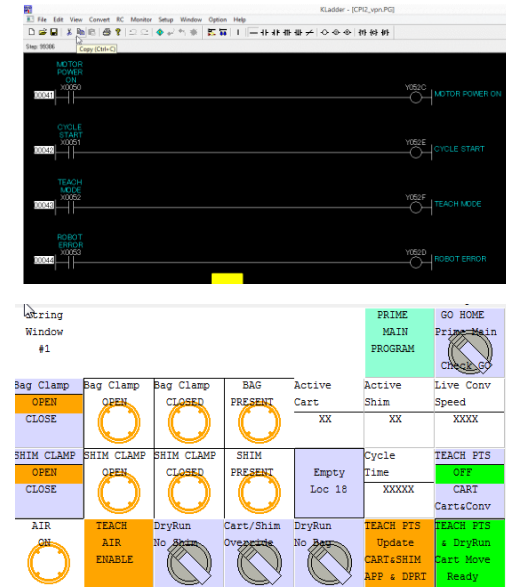 KLadder - [CPI2_vpn.PG]
File Edit View Convert RC Monitor Setup Window Option Help
Step: 98086
Copy (Ctrl+C)
MOTOR
POWER
ON
X0050
00041
Y052C
MOTOR POWER ON
CYCLE
START
X0051
00042
Y052E
CYCLE START
TEACH
MODE
X0052
00043
Y052F
TEACH MODE
ROBOT
ERROR
X0053
00044
Y052D
ROBOT ERROR
String
Window
#1
PRIME
MAIN
PROGRAM
GO HOME
Prime Main
Check GO
Bag Clamp
OPEN
CLOSE
Bag Clamp
OPEN
Bag Clamp
CLOSED
BAG
PRESENT
Active
Cart
XX
Active
Shim
XX
Live Conv
Speed
XXXX
SHIM CLAMP
OPEN
CLOSE
SHIM CLAMP
OPEN
SHIM CLAMP
CLOSED
SHIM
PRESENT
Empty
Loc 18
Cycle
Time
XXXXX
TEACH PTS
OFF
CART
Cart&Conv
AIR
ON
TEACH
AIR
ENABLE
DryRun
No Shim
Cart/Shim
Override
DryRun
No Bag
TEACH PTS
Update
CART&SHIM
APP & DPRT
TEACH PTS
& DryRun
Cart Move
Ready